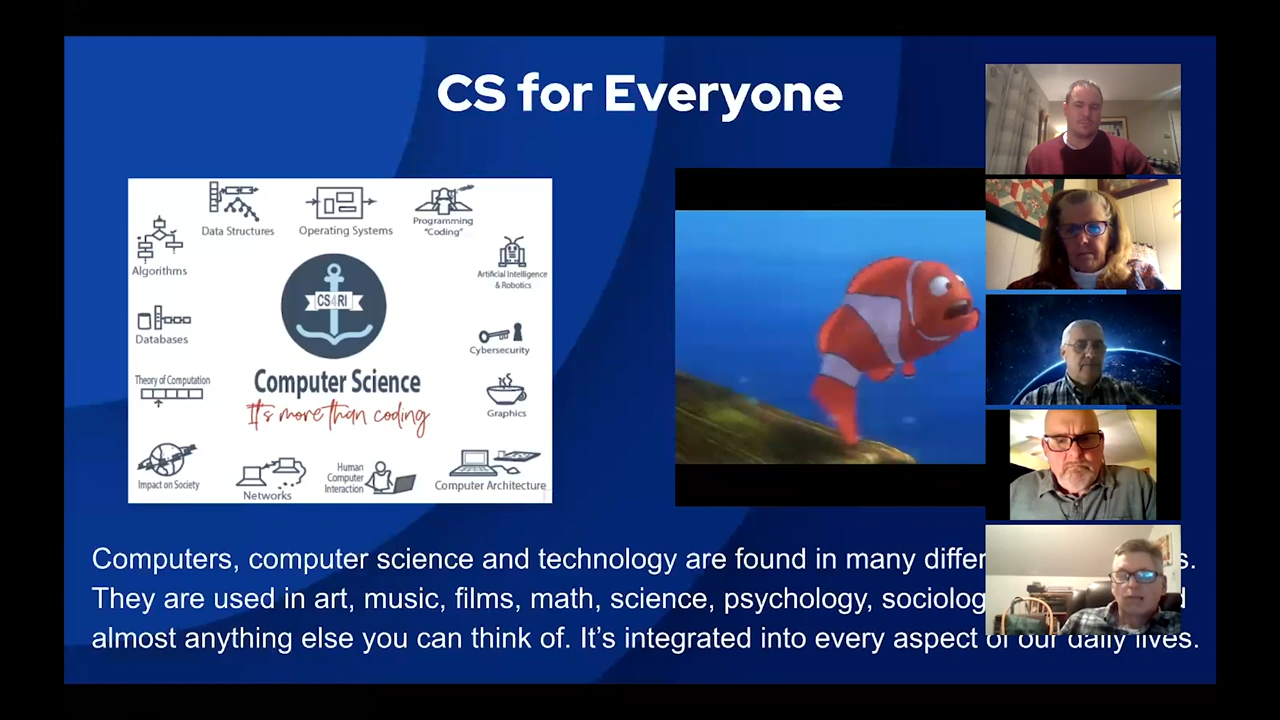 CS for Everyone
Data Structures
Operating Systems
Programming
"Coding"
Algorithms
Artificial Intelligence
& Robotics
CS4RI
Databases
Cybersecurity
Theory of Computation
Computer Science
It's more than coding
Graphics
Impact on Society
Networks
Human
Computer
Interaction
Computer Architecture
Computers, computer science and technology are found in many
They are used in art, music, films, math, science, psychology,
almost anything else you can think of. It's integrated into every aspect of our daily lives.